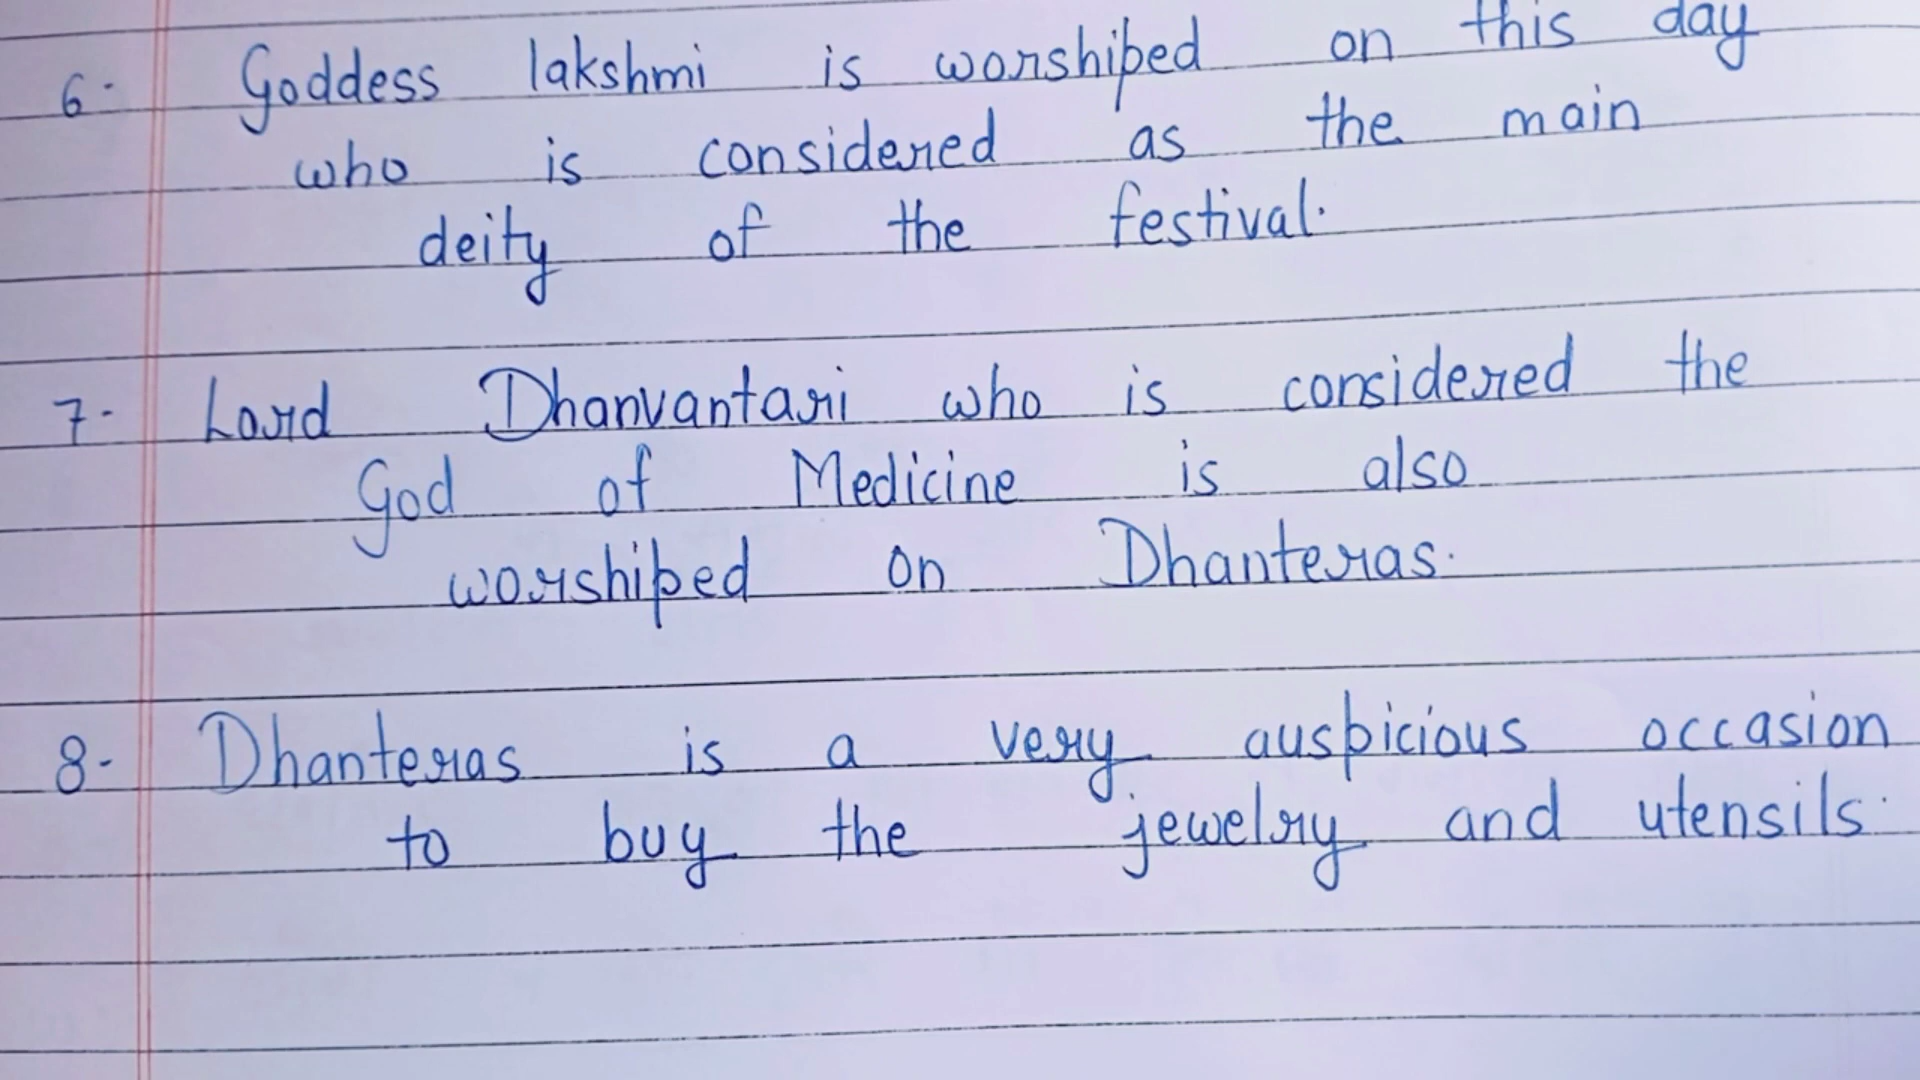 6. Goddess lakshmi is worshiped on this day
who is considered as the main
deity of the festival.
7. Lord Dhanvantari who is considered the
God of Medicine is also
worshiped on Dhanteras.
8. Dhanteras is a very auspicious occasion
to buy the jewelry and utensils.